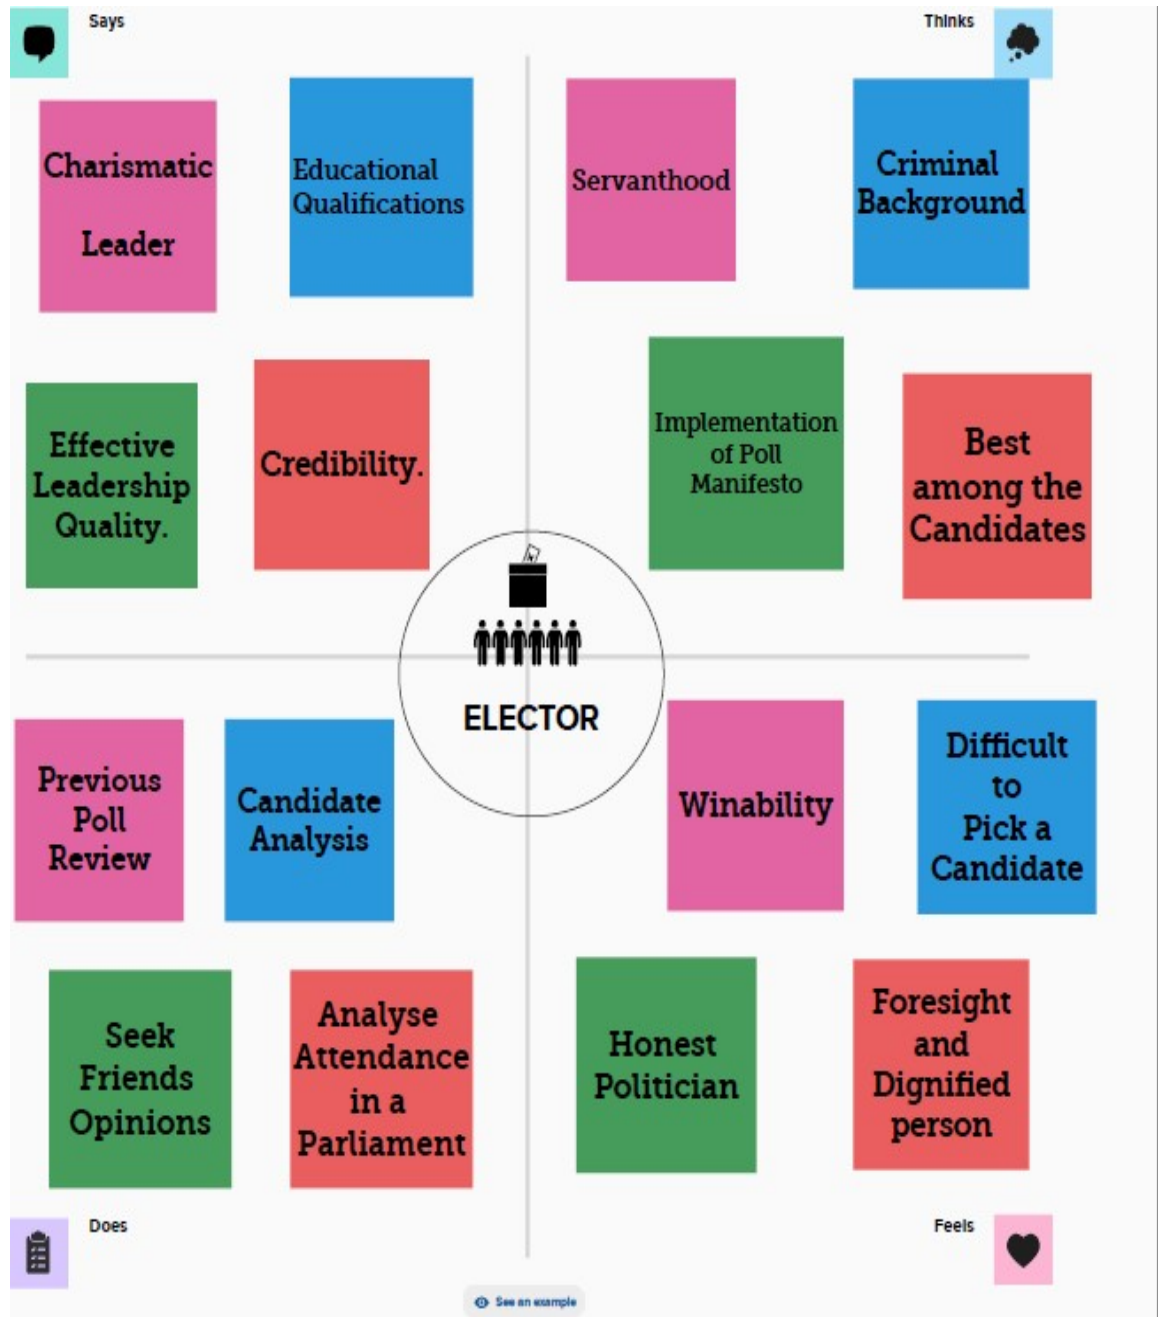 Says
Thinks
Charismatic
Leader
Educational
Qualifications
Servanthood
Criminal
Background
Effective
Leadership
Quality.
Credibility.
Implementation
of Poll
Manifesto
Best
among the
Candidates
ELECTOR
Previous
Poll
Review
Candidate
Analysis
Winability
Difficult
to
Pick a
Candidate
Seek
Friends
Opinions
Analyse
Attendance
in a
Parliament
Honest
Politician
Foresight
and
Dignified
person
Does
Feels
See an example